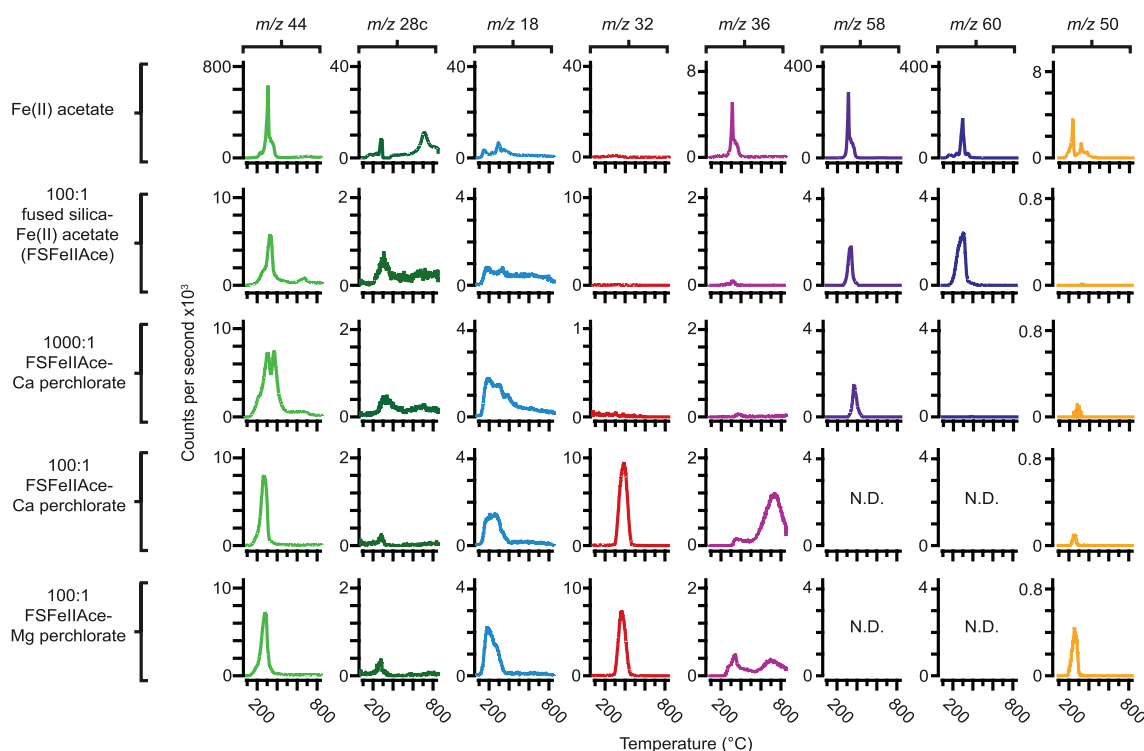 m/z 44 m/z 28c m/z 18 m/z 32 m/z 36 m/z 58 m/z 60 m/z 50
Fe(II) acetate
800 40 40 40 8 400 400 8
0 0 0 0 0 0 0 0
100:1
fused silica-
Fe(II) acetate
(FSFeIIAce)
10 2 4 10 2 4 4 0.8
0 0 0 0 0 0 0 0
1000:1
FSFeIIAce-
Ca perchlorate
10 2 4 1 2 4 4 0.8
0 0 0 0 0 0 0 0
100:1
FSFeIIAce-
Ca perchlorate
10 2 4 10 2 4 4 0.8
N.D. N.D.
0 0 0 0 0 0 0 0
100:1
FSFeIIAce-
Mg perchlorate
10 2 4 10 2 4 4 0.8
N.D. N.D.
0 0 0 0 0 0 0 0
Counts per second x10³
200 800 200 800 200 800 200 800 200 800 200 800 200 800 200 800
Temperature (°C)